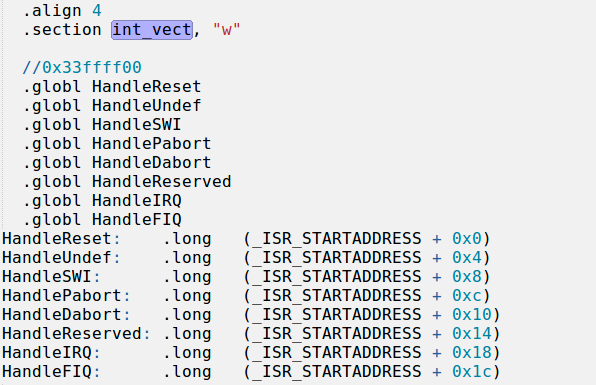 .align 4
.section int_vect, "w"
//0x33ffff00
.globl HandleReset
.globl HandleUndef
.globl HandleSWI
.globl HandlePabort
.globl HandleDabort
.globl HandleReserved
.globl HandleIRQ
.globl HandleFIQ
HandleReset: .long (_ISR_STARTADDRESS + 0x0)
HandleUndef: .long (_ISR_STARTADDRESS + 0x4)
HandleSWI: .long (_ISR_STARTADDRESS + 0x8)
HandlePabort: .long (_ISR_STARTADDRESS + 0xc)
HandleDabort: .long (_ISR_STARTADDRESS + 0x10)
HandleReserved: .long (_ISR_STARTADDRESS + 0x14)
HandleIRQ: .long (_ISR_STARTADDRESS + 0x18)
HandleFIQ: .long (_ISR_STARTADDRESS + 0x1c)